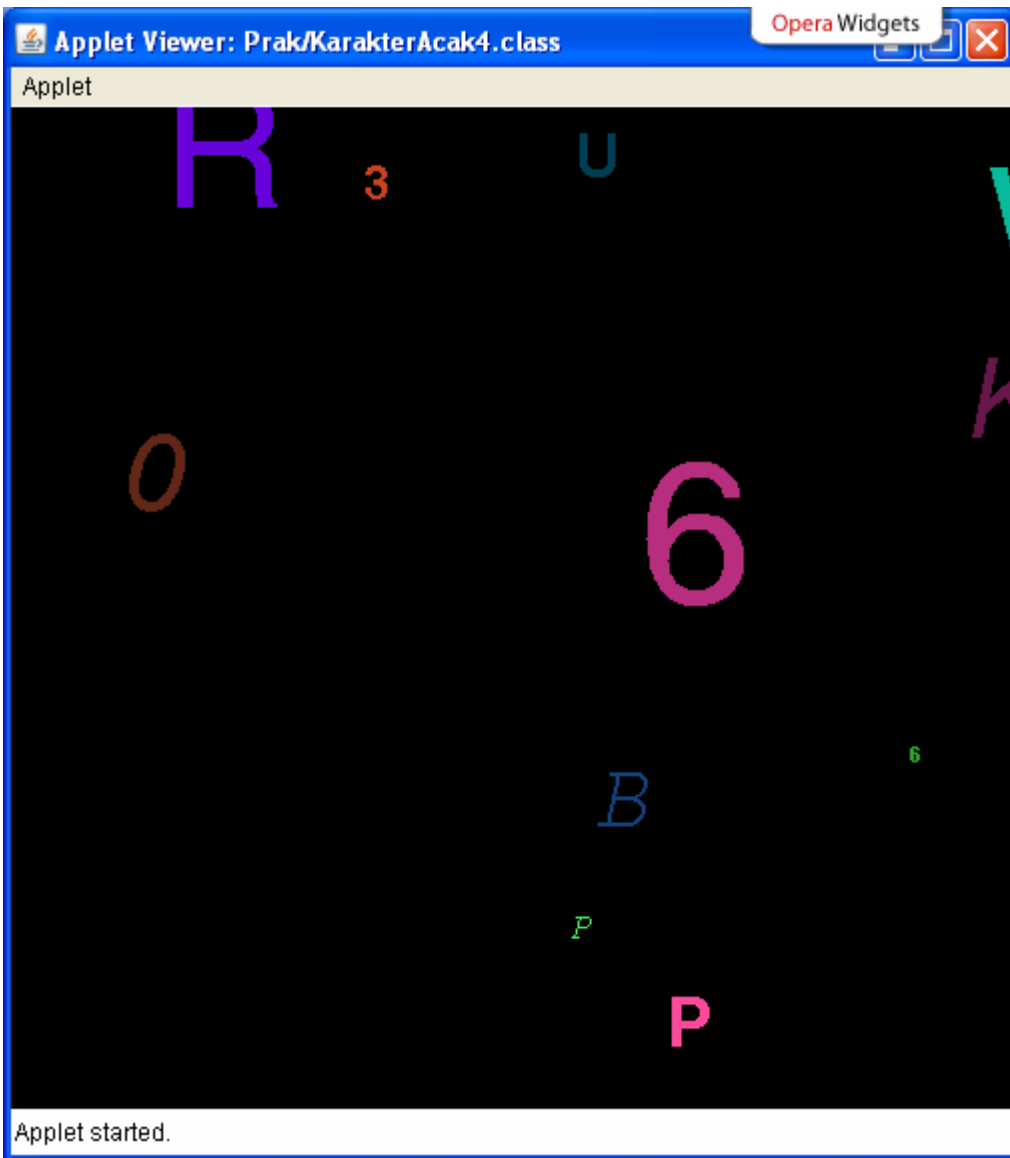 Opera Widgets
Applet Viewer: Prak/KarakterAcak4.class
Applet
R
3
U
K
0
6
6
B
P
P
Applet started.